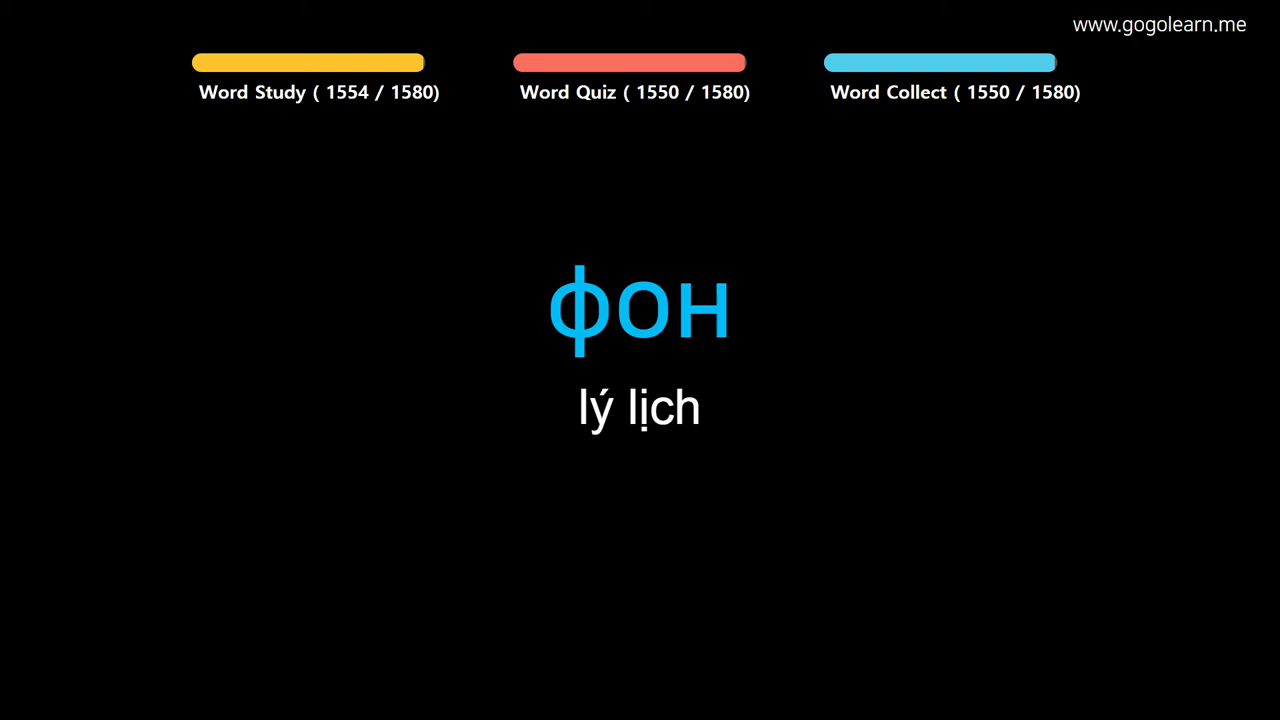 www.gogolearn.me
Word Study ( 1554 / 1580)
Word Quiz ( 1550 / 1580)
Word Collect ( 1550 / 1580)
фон
lý lịch